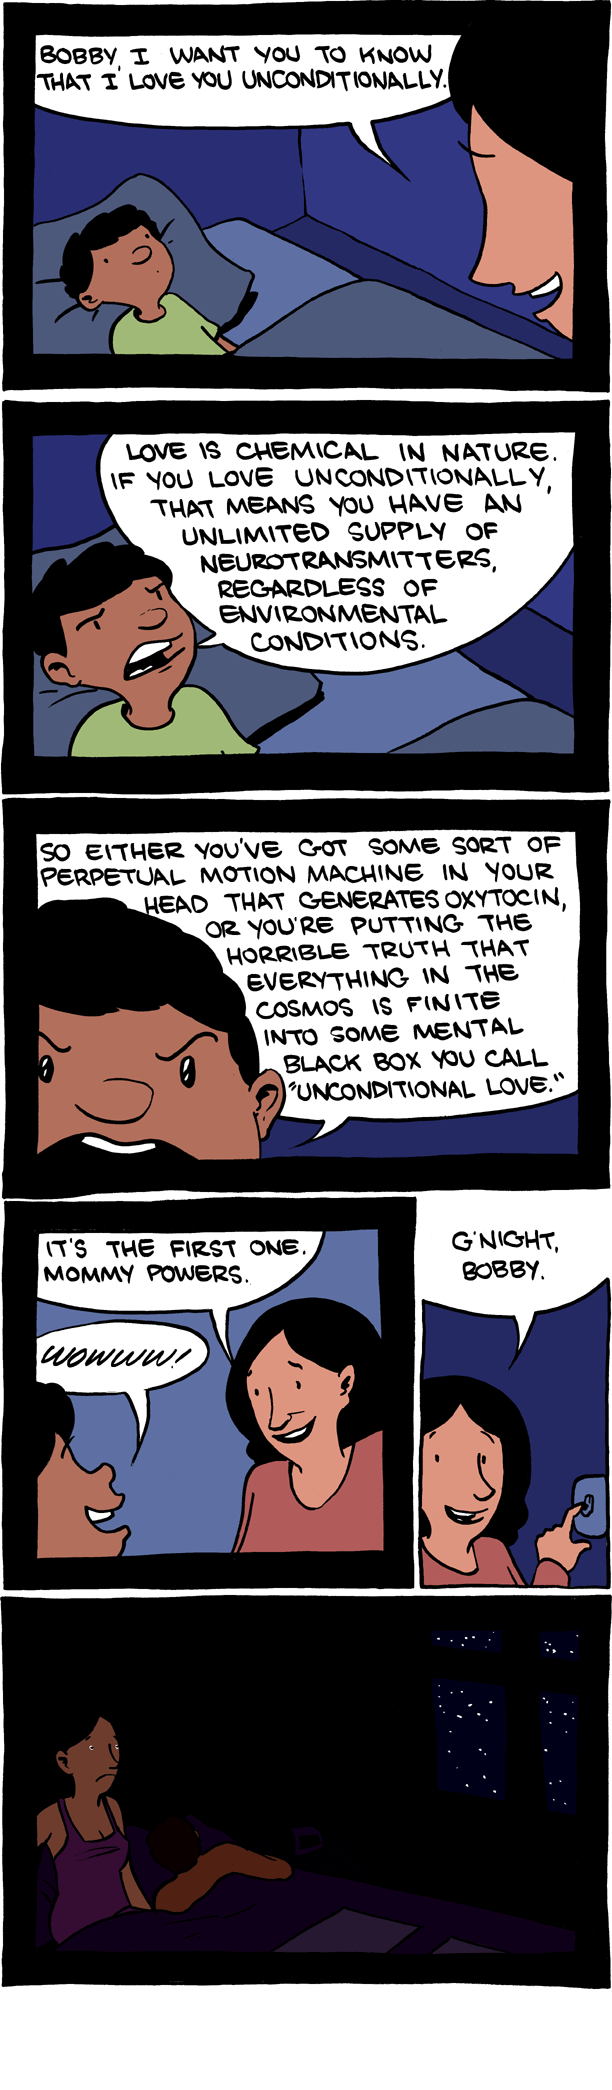 BOBBY, I WANT YOU TO KNOW
THAT I LOVE YOU UNCONDITIONALLY.
LOVE IS CHEMICAL IN NATURE.
IF YOU LOVE UNCONDITIONALLY,
THAT MEANS YOU HAVE AN
UNLIMITED SUPPLY OF
NEUROTRANSMITTERS,
REGARDLESS OF
ENVIRONMENTAL
CONDITIONS.
SO EITHER YOU'VE GOT SOME SORT OF
PERPETUAL MOTION MACHINE IN YOUR
HEAD THAT GENERATES OXYTOCIN,
OR YOU'RE PUTTING THE
HORRIBLE TRUTH THAT
EVERYTHING IN THE
COSMOS IS FINITE
INTO SOME MENTAL
BLACK BOX YOU CALL
"UNCONDITIONAL LOVE."
IT'S THE FIRST ONE.
MOMMY POWERS.
WOWWW!
G'NIGHT,
BOBBY.